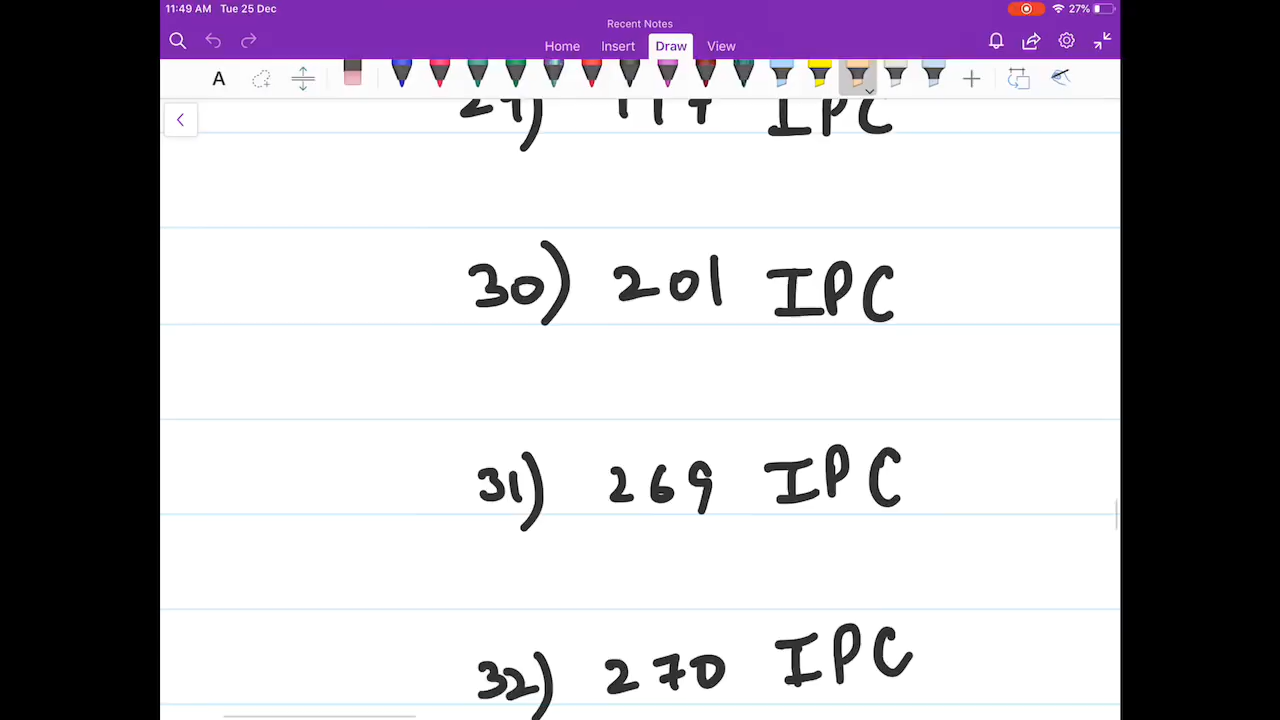 11:49 AM Tue 25 Dec
27%
Recent Notes
Home Insert Draw View
A
IPC
30) 201 IPC
31) 269 IPC
32) 270 IPC